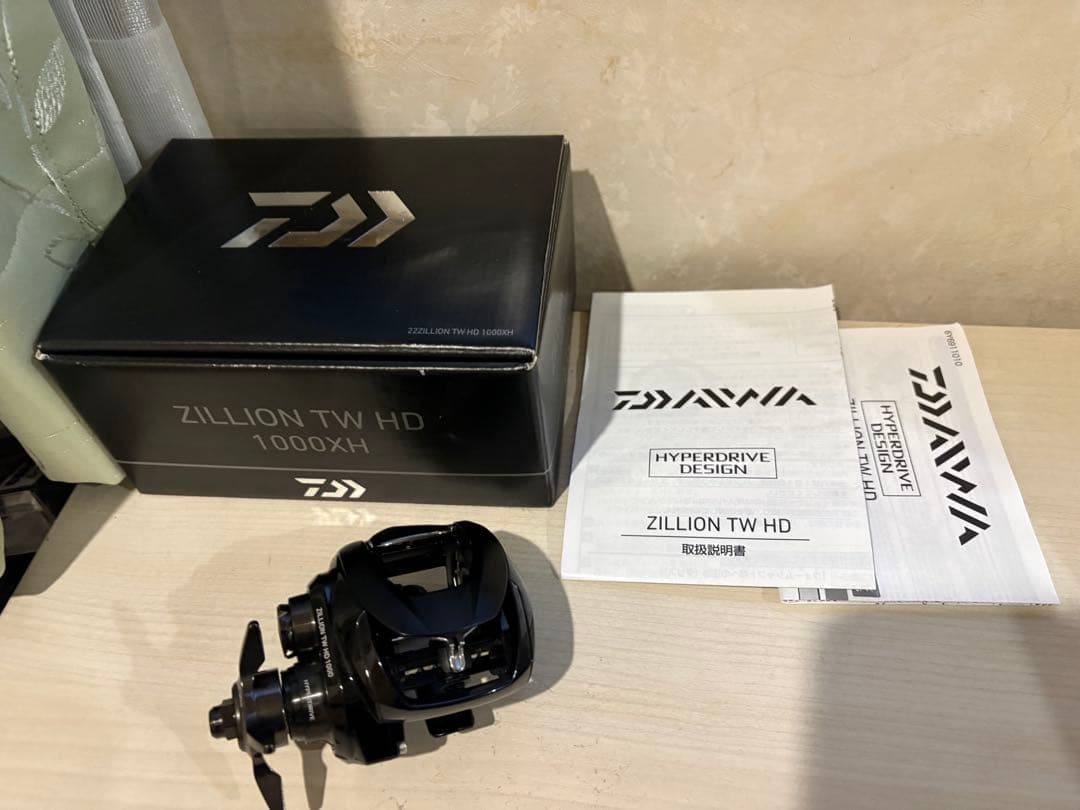 22ZILLION TW HD 1000XH
ZILLION TW HD
1000XH
DAIWA
HYPERDRIVE
DESIGN
ZILLION TW HD
取扱説明書
6Y6B911010
DAIWA
HYPERDRIVE
DESIGN
ZILLION TW HD
ZILLION TW HD 1000